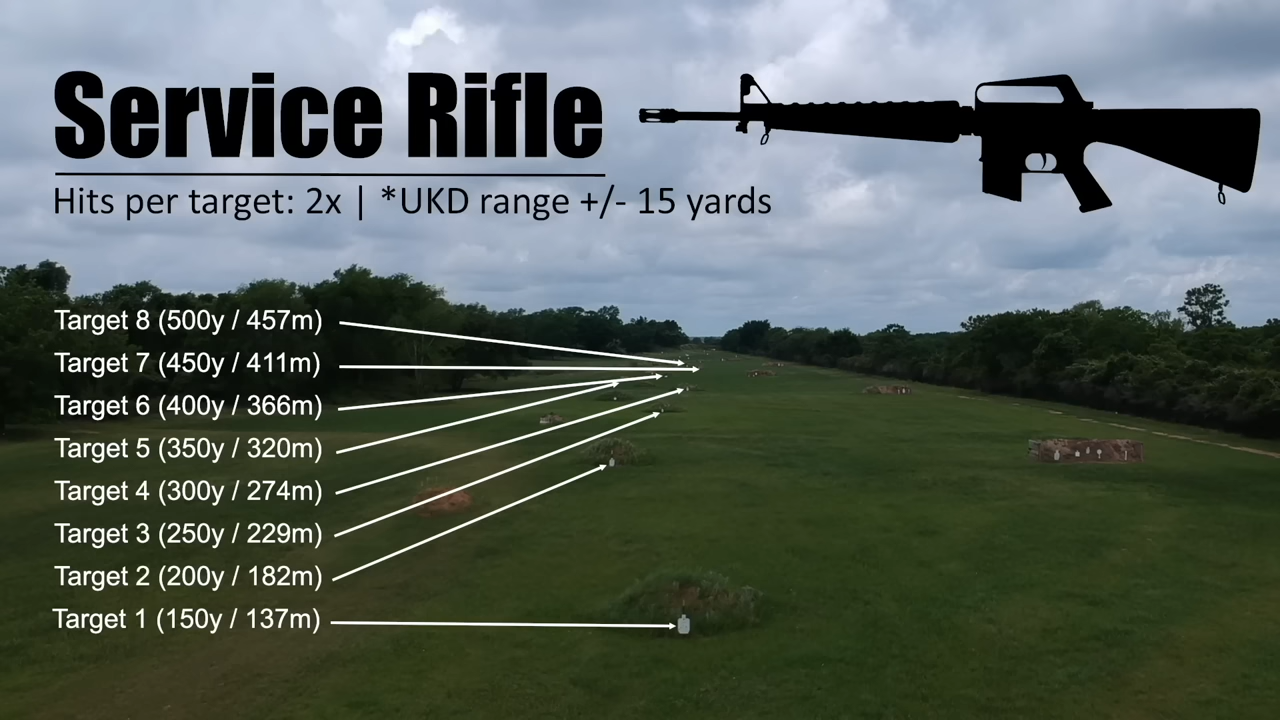 Service Rifle
Hits per target: 2x | *UKD range +/- 15 yards
Target 8 (500y / 457m)
Target 7 (450y / 411m)
Target 6 (400y / 366m)
Target 5 (350y / 320m)
Target 4 (300y / 274m)
Target 3 (250y / 229m)
Target 2 (200y / 182m)
Target 1 (150y / 137m)